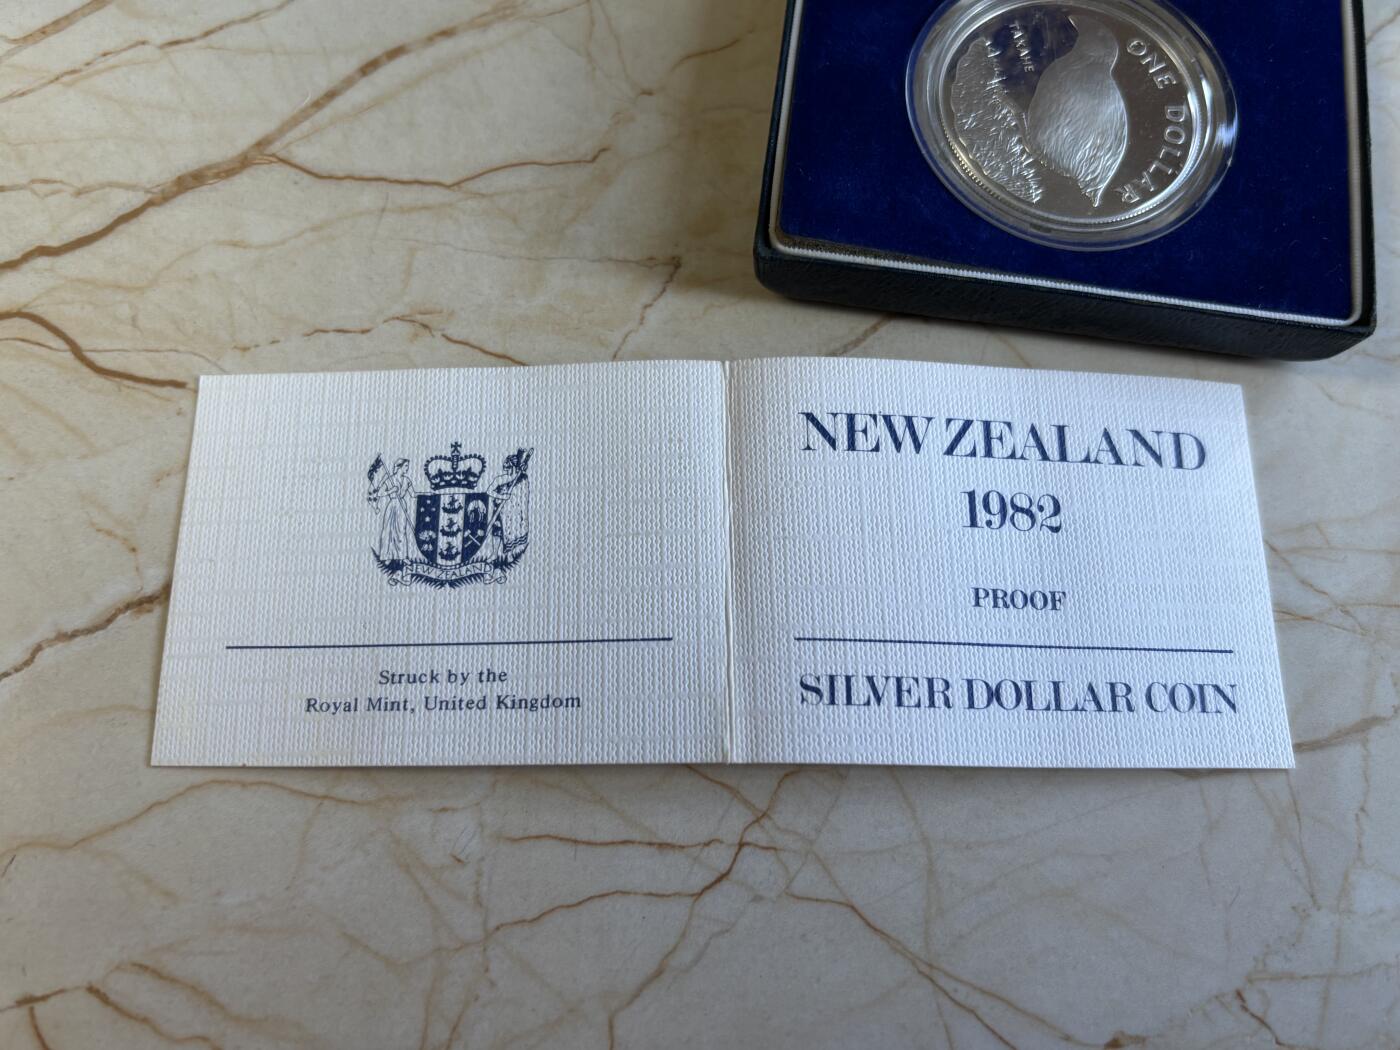 TAKAHE
ONE DOLLAR
NEW ZEALAND
Struck by the
Royal Mint, United Kingdom
NEW ZEALAND
1982
PROOF
SILVER DOLLAR COIN